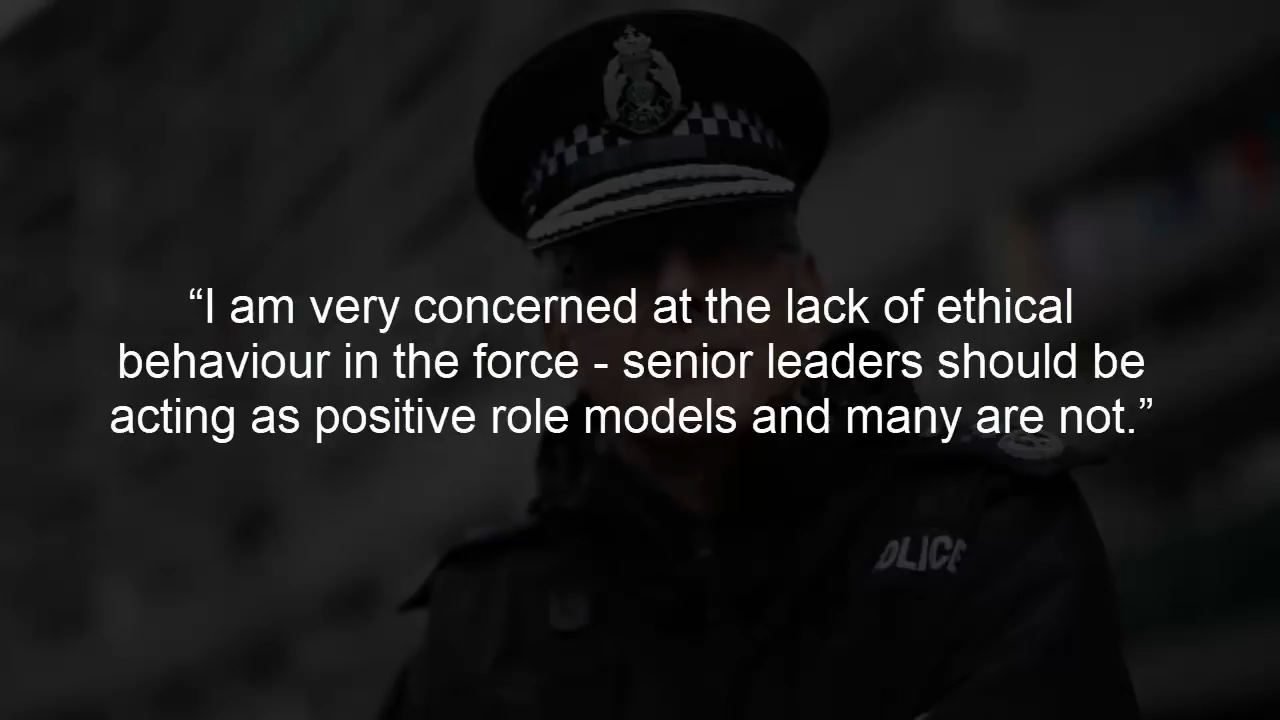 “I am very concerned at the lack of ethical
behaviour in the force - senior leaders should be
acting as positive role models and many are not.”
OLICE